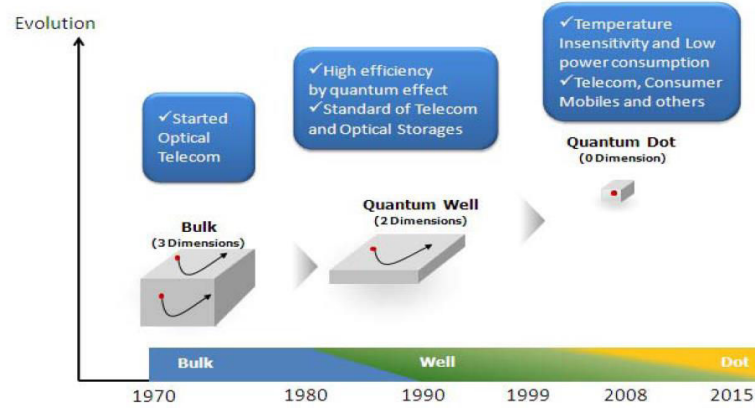 Evolution
✓Started
Optical
Telecom
✓High efficiency
by quantum effect
✓Standard of Telecom
and Optical Storages
✓Temperature
Insensitivity and Low
power consumption
✓Telecom, Consumer
Mobiles and others
Bulk
(3 Dimensions)
Quantum Well
(2 Dimensions)
Quantum Dot
(0 Dimension)
Bulk Well Dot
1970 1980 1990 1999 2008 2015